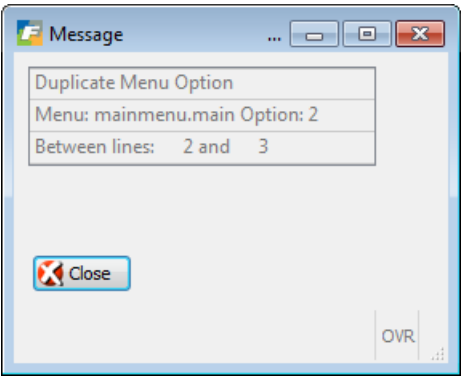 Message ...
Duplicate Menu Option
Menu: mainmenu.main Option: 2
Between lines: 2 and 3
Close
OVR